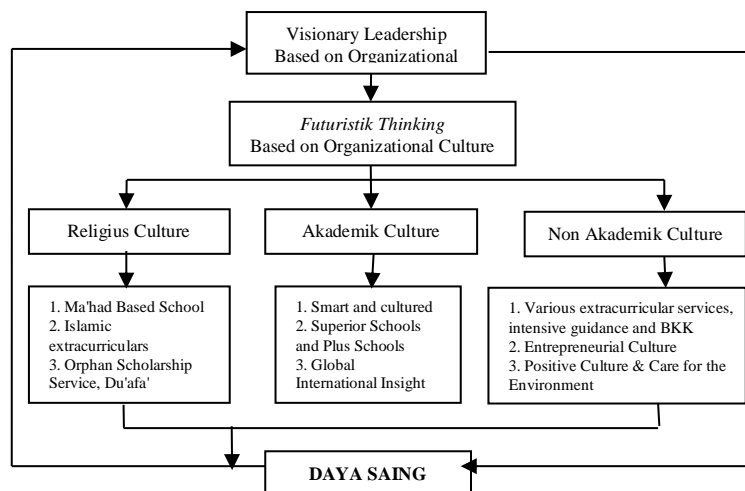 Visionary Leadership
Based on Organizational
Futuristik Thinking
Based on Organizational Culture
Religius Culture
Akademik Culture
Non Akademik Culture
1. Ma'had Based School
2. Islamic
extracurriculars
3. Orphan Scholarship
Service, Du'afa'
1. Smart and cultured
2. Superior Schools
and Plus Schools
3. Global
International Insight
1. Various extracurricular services,
intensive guidance and BKK
2. Entrepreneurial Culture
3. Positive Culture & Care for the
Environment
DAYA SAING